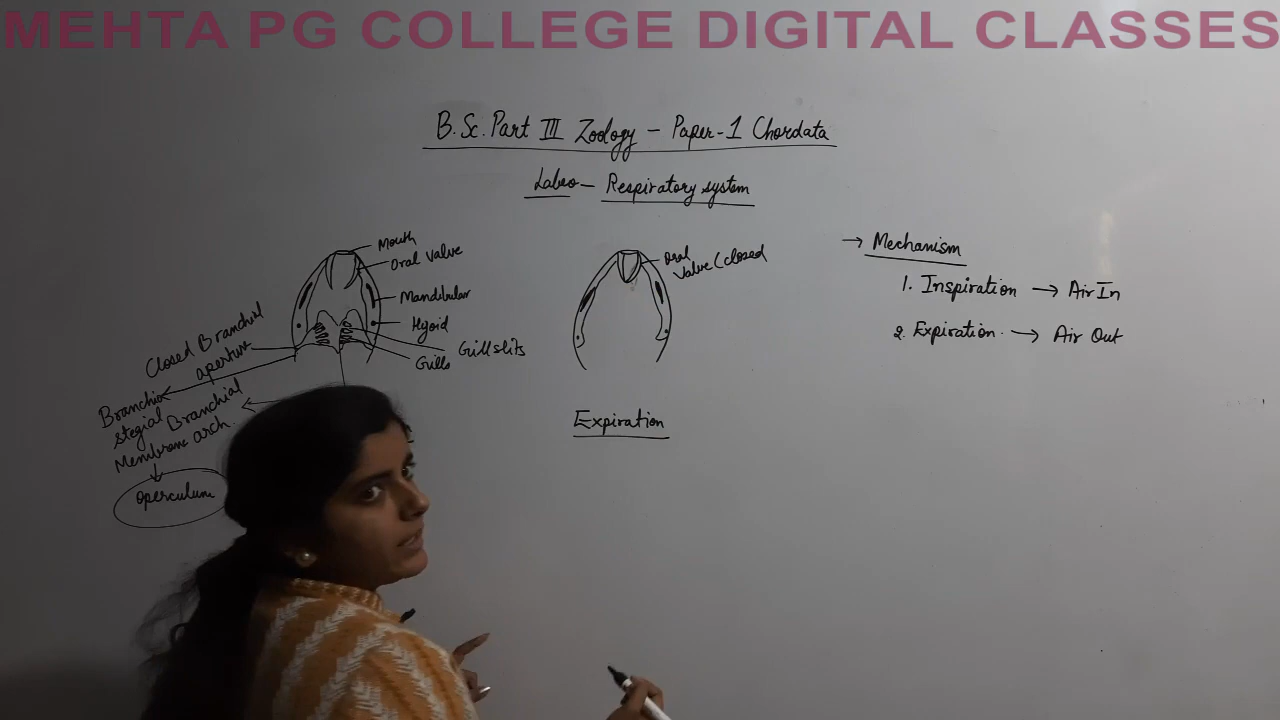 MEHTA PG COLLEGE DIGITAL CLASSES
B.Sc. Part III Zoology - Paper-1 Chordata
Labeo - Respiratory system
Mouth
Oral Valve
Mandibular
Hyoid
Gillslits
Gills
Closed Branchial
aperture
Branchio
stegial
Membrane
Branchial
arch.
operculum
Oral
Valve (closed
Expiration
→ Mechanism
1. Inspiration → Air In
2. Expiration. → Air Out